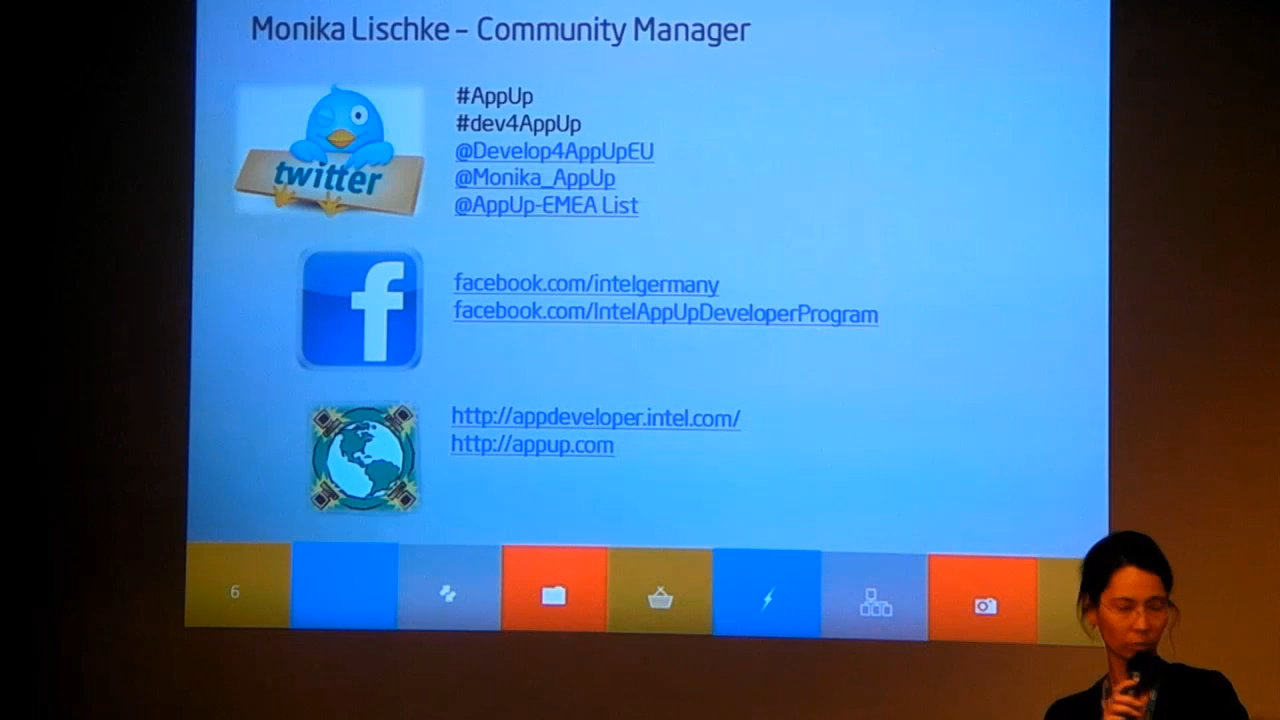 Monika Lischke – Community Manager
twitter
#AppUp
#dev4AppUp
@Develop4AppUpEU
@Monika_AppUp
@AppUp-EMEA List
f
facebook.com/intelgermany
facebook.com/IntelAppUpDeveloperProgram
http://appdeveloper.intel.com/
http://appup.com
6